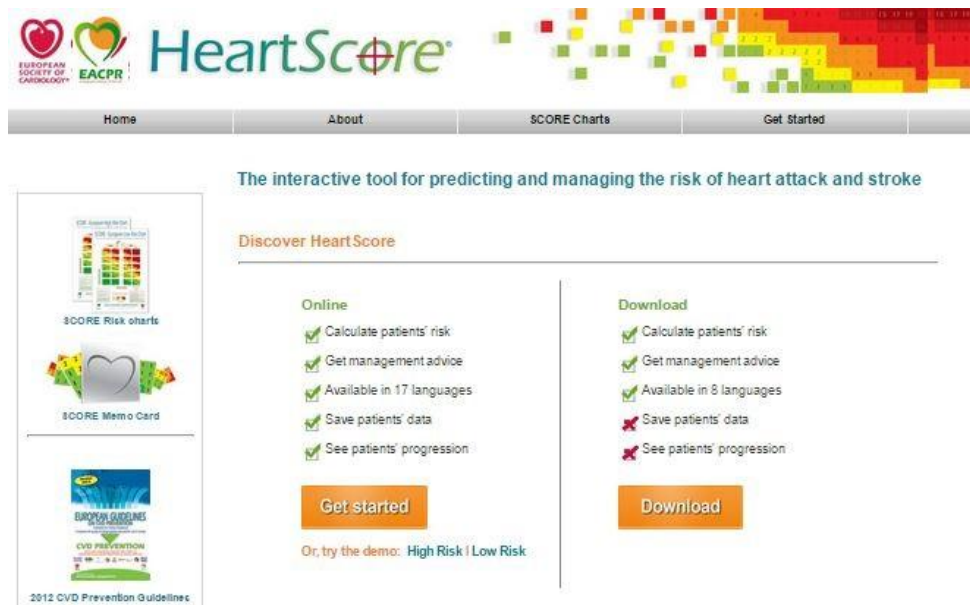 EUROPEAN
SOCIETY OF
CARDIOLOGY®
EACPR
HeartScore
Home About SCORE Charts Get Started
The interactive tool for predicting and managing the risk of heart attack and stroke
Discover HeartScore
SCORE Risk charts
SCORE Memo Card
EUROPEAN GUIDELINES
ON CVD PREVENTION
CVD PREVENTION
2012 CVD Prevention Guidelines
Online
Calculate patients' risk
Get management advice
Available in 17 languages
Save patients' data
See patients' progression
Get started
Or, try the demo: High Risk | Low Risk
Download
Calculate patients' risk
Get management advice
Available in 8 languages
Save patients' data
See patients' progression
Download